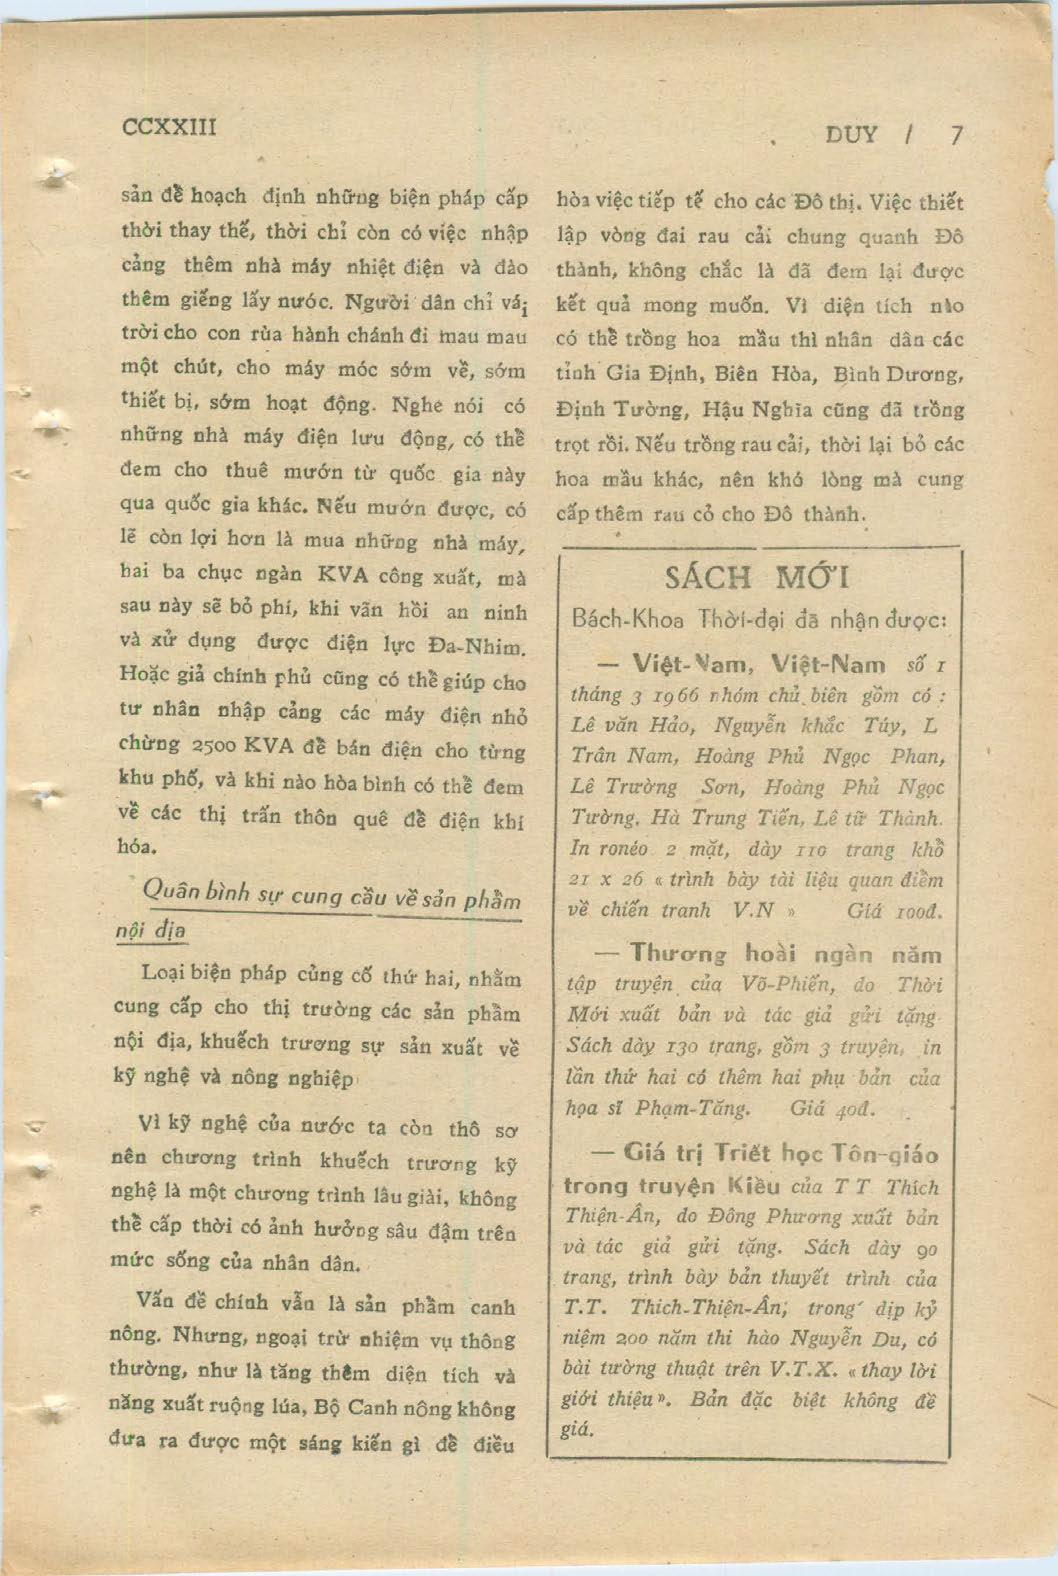 CCXXIII
DUY / 7
sản để hoạch định những biện pháp cấp
thời thay thế, thời chỉ còn có việc nhập
cảng thêm nhà máy nhiệt điện và đào
thêm giếng lấy nước. Người dân chỉ vái
trời cho con rùa hành chánh đi mau mau
một chút, cho máy móc sớm về, sớm
thiết bị, sớm hoạt động. Nghe nói có
những nhà máy điện lưu động, có thể
đem cho thuê mướn từ quốc gia này
qua quốc gia khác. Nếu mướn được, có
lẽ còn lợi hơn là mua những nhà máy,
hai ba chục ngàn KVA công xuất, mà
sau này sẽ bỏ phí, khi vãn hồi an ninh
và xử dụng được điện lực Đa-Nhim.
Hoặc giả chính phủ cũng có thể giúp cho
tư nhân nhập cảng các máy điện nhỏ
chừng 2500 KVA để bán điện cho từng
khu phố, và khi nào hòa bình có thể đem
về các thị trấn thôn quê để điện khí
hóa.
Quân bình sự cung cầu về sản phẩm
nội địa
Loại biện pháp củng cố thứ hai, nhằm
cung cấp cho thị trường các sản phầm
nội địa, khuếch trương sự sản xuất về
kỹ nghệ và nông nghiệp
Vì kỹ nghệ của nước ta còn thô sơ
nên chương trình khuếch trương kỹ
nghệ là một chương trình lâu giài, không
thể cấp thời có ảnh hưởng sâu đậm trên
mức sống của nhân dân.
Vấn đề chính vẫn là sản phầm canh
nông. Nhưng, ngoại trừ nhiệm vụ thông
thường, như là tăng thêm diện tích và
năng xuất ruộng lúa, Bộ Canh nông không
đưa ra được một sáng kiến gì để điều
hòa việc tiếp tế cho các Đô thị. Việc thiết
lập vòng đai rau cải chung quanh Đô
thành, không chắc là đã đem lại được
kết quả mong muốn. Vì diện tích nào
có thể trồng hoa mầu thì nhân dân các
tỉnh Gia Định, Biên Hòa, Bình Dương,
Định Tường, Hậu Nghĩa cũng đã trồng
trọt rồi. Nếu trồng rau cải, thời lại bỏ các
hoa mầu khác, nên khó lòng mà cung
cấp thêm rau cỏ cho Đô thành.
SÁCH MỚI
Bách-Khoa Thời-đại đã nhận được:
— Việt-Nam, Việt-Nam số 1
tháng 3 1966 nhóm chủ biên gồm có :
Lê văn Hảo, Nguyễn khắc Túy, L
Trân Nam, Hoàng Phủ Ngọc Phan,
Lê Trường Sơn, Hoàng Phủ Ngọc
Tường, Hà Trung Tiến, Lê tữ Thành.
In ronéo 2 mặt, dày 110 trang khổ
21 x 26 « trình bày tài liệu quan điềm
về chiến tranh V.N » Giá 100đ.
— Thương hoài ngàn năm
tập truyện của Võ-Phiến, do Thời
Mới xuất bản và tác giả gửi tặng
Sách dày 130 trang, gồm 3 truyện, in
lần thứ hai có thêm hai phụ bản của
họa sĩ Phạm-Tăng. Giá 40đ.
— Giá trị Triết học Tôn-giáo
trong truyện Kiều của T T Thích
Thiện-Ân, do Đông Phương xuất bản
và tác giả gửi tặng. Sách dày 90
trang, trình bày bản thuyết trình của
T.T. Thich-Thiện-Ân; trong dịp kỷ
niệm 200 năm thi hào Nguyễn Du, có
bài tường thuật trên V.T.X. « thay lời
giới thiệu ». Bản đặc biệt không đề
giá.